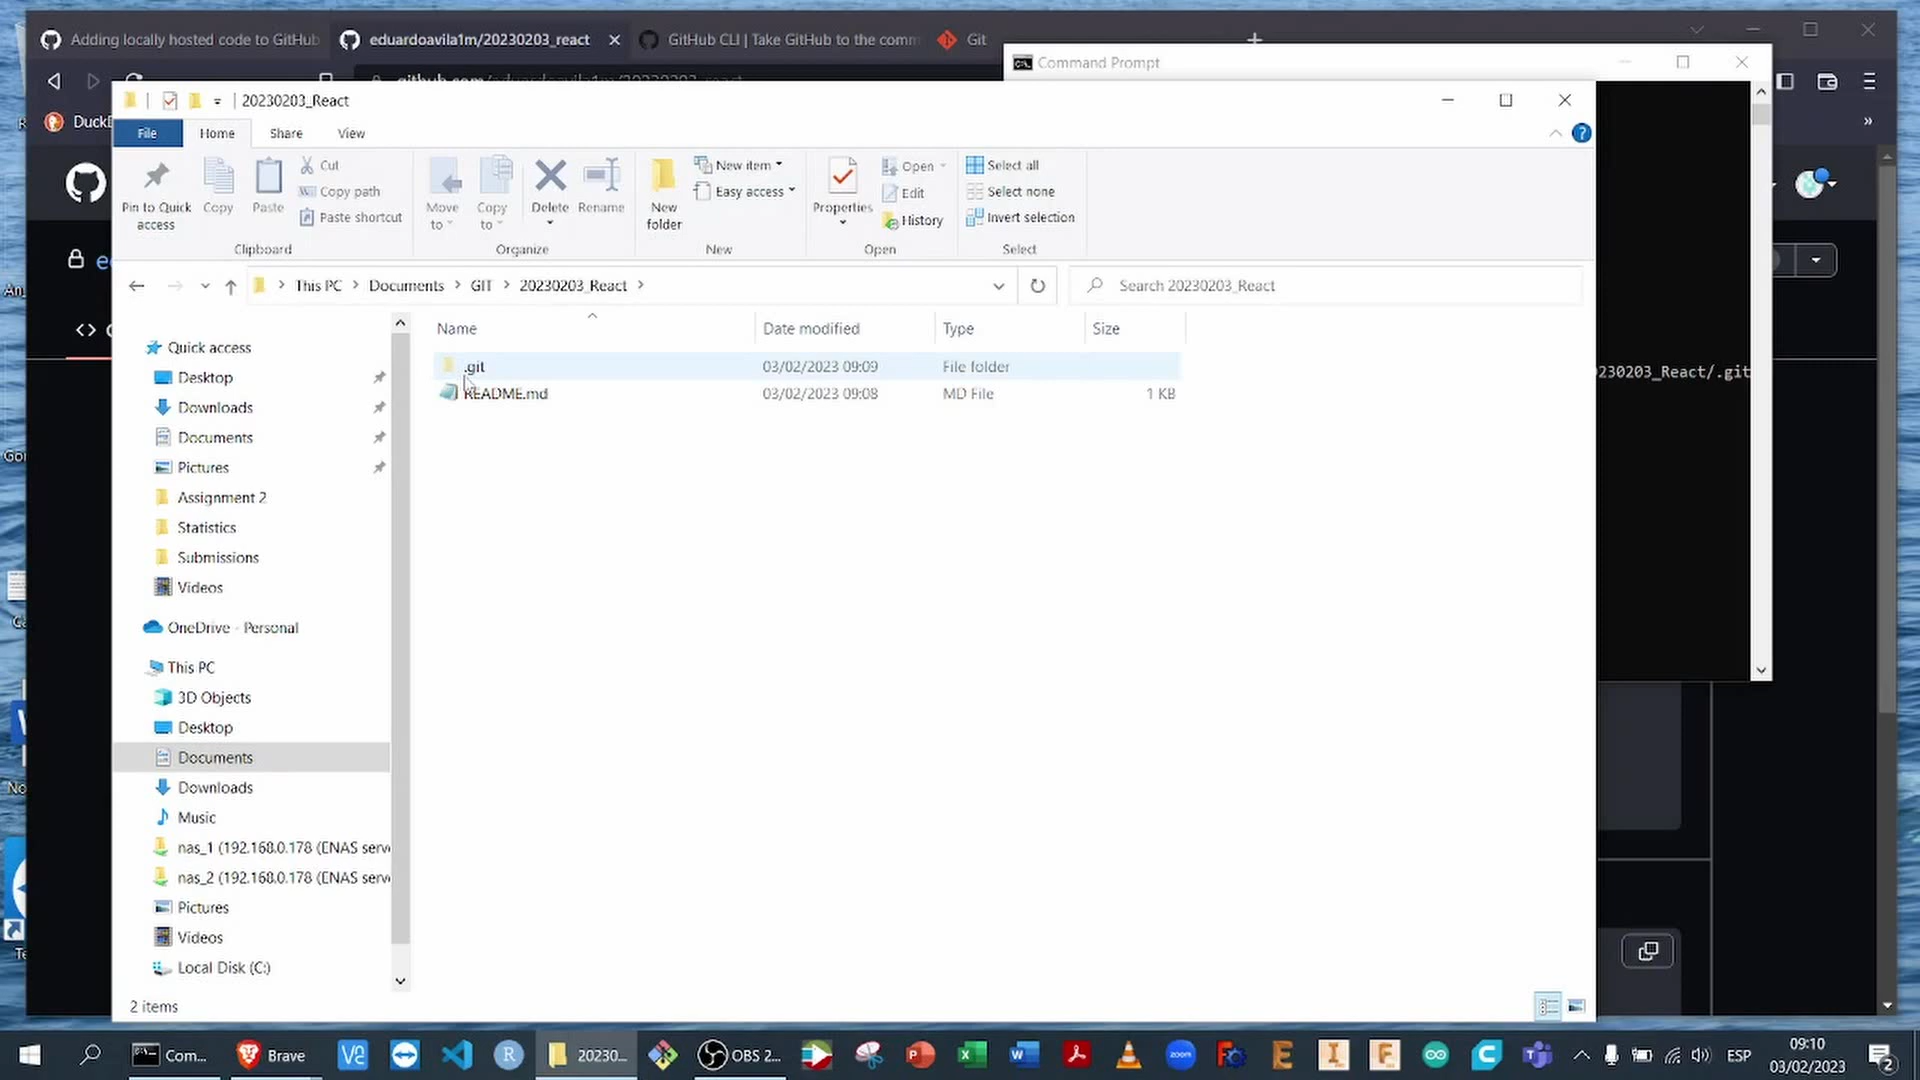 Adding locally hosted code to GitHub
eduardoavila1m/20230203_react
GitHub CLI | Take GitHub to the comm
Git
Command Prompt
github.com/eduardoavila1m/20230203_react
20230203_React
File
Home
Share
View
Pin to Quick access
Copy
Paste
Cut
Copy path
Paste shortcut
Clipboard
Move to
Copy to
Delete
Rename
Organize
New folder
New item
Easy access
New
Properties
Open
Edit
History
Open
Select all
Select none
Invert selection
Select
This PC > Documents > GIT > 20230203_React >
Search 20230203_React
Name
Date modified
Type
Size
.git
03/02/2023 09:09
File folder
README.md
03/02/2023 09:08
MD File
1 KB
0230203_React/.git
Quick access
Desktop
Downloads
Documents
Pictures
Assignment 2
Statistics
Submissions
Videos
OneDrive - Personal
This PC
3D Objects
Desktop
Documents
Downloads
Music
nas_1 (192.168.0.178 (ENAS serv
nas_2 (192.168.0.178 (ENAS serv
Pictures
Videos
Local Disk (C:)
2 items
Com...
Brave
20230...
OBS 2...
zoom
ESP
09:10
03/02/2023
2